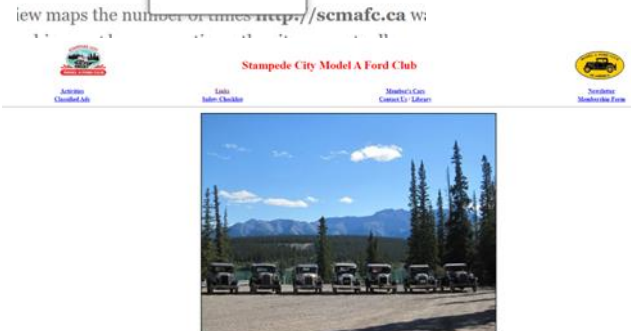 iew maps the number of times http://scmafc.ca wa
Stampede City Model A Ford Club
Activities Links Member's Cars Newsletter
Classified Ads Safety Checklist Contact Us / Library Membership Form